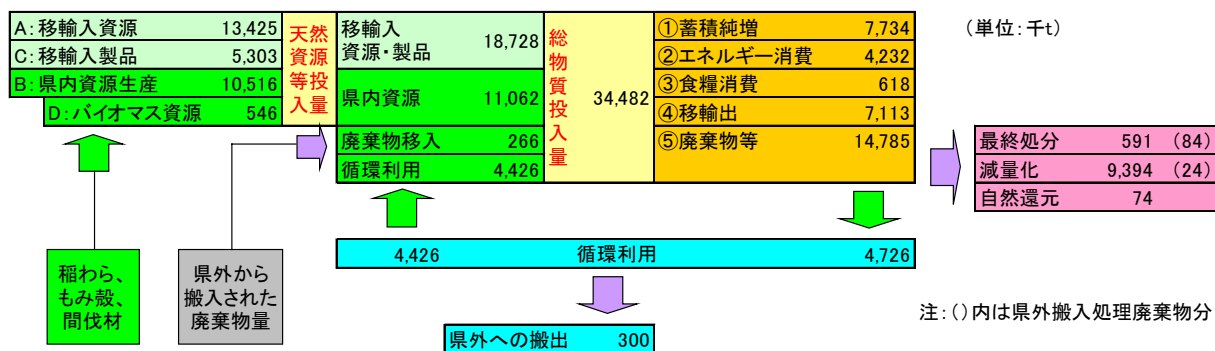 (単位:千t)
A:移輸入資源 13,425
C:移輸入製品 5,303
B:県内資源生産 10,516
D:バイオマス資源 546
天然
資源
等投
入量
移輸入
資源・製品 18,728
県内資源 11,062
廃棄物移入 266
循環利用 4,426
総
物
質
投
入
量
34,482
①蓄積純増 7,734
②エネルギー消費 4,232
③食糧消費 618
④移輸出 7,113
⑤廃棄物等 14,785
最終処分 591 (84)
減量化 9,394 (24)
自然還元 74
4,426 循環利用 4,726
稲わら、
もみ殻、
間伐材
県外から
搬入された
廃棄物量
県外への搬出 300
注:()内は県外搬入処理廃棄物分